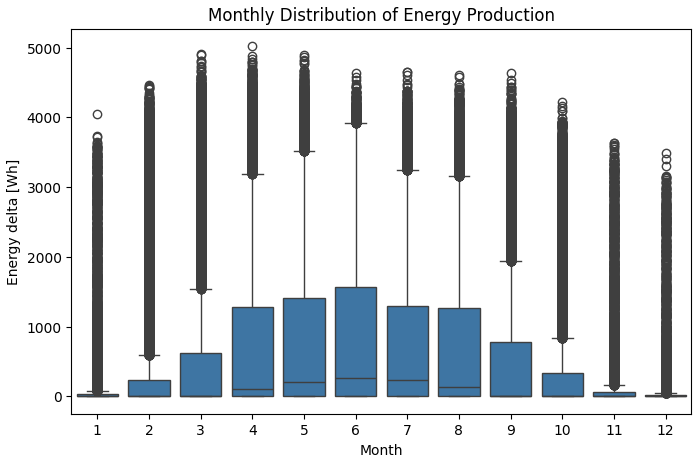 Monthly Distribution of Energy Production
Energy delta [Wh]
5000
4000
3000
2000
1000
0
1 2 3 4 5 6 7 8 9 10 11 12
Month